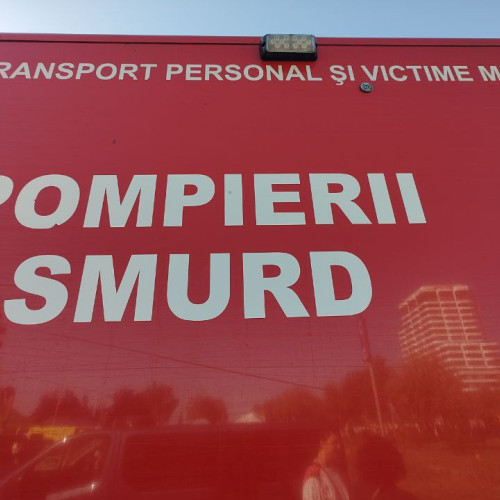 RANSPORT PERSONAL ŞI VICTIME M
POMPIERII
SMURD